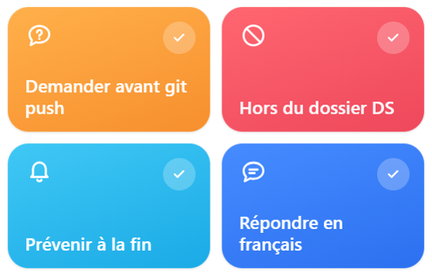 Demander avant git
push
Hors du dossier DS
Prévenir à la fin
Répondre en
français